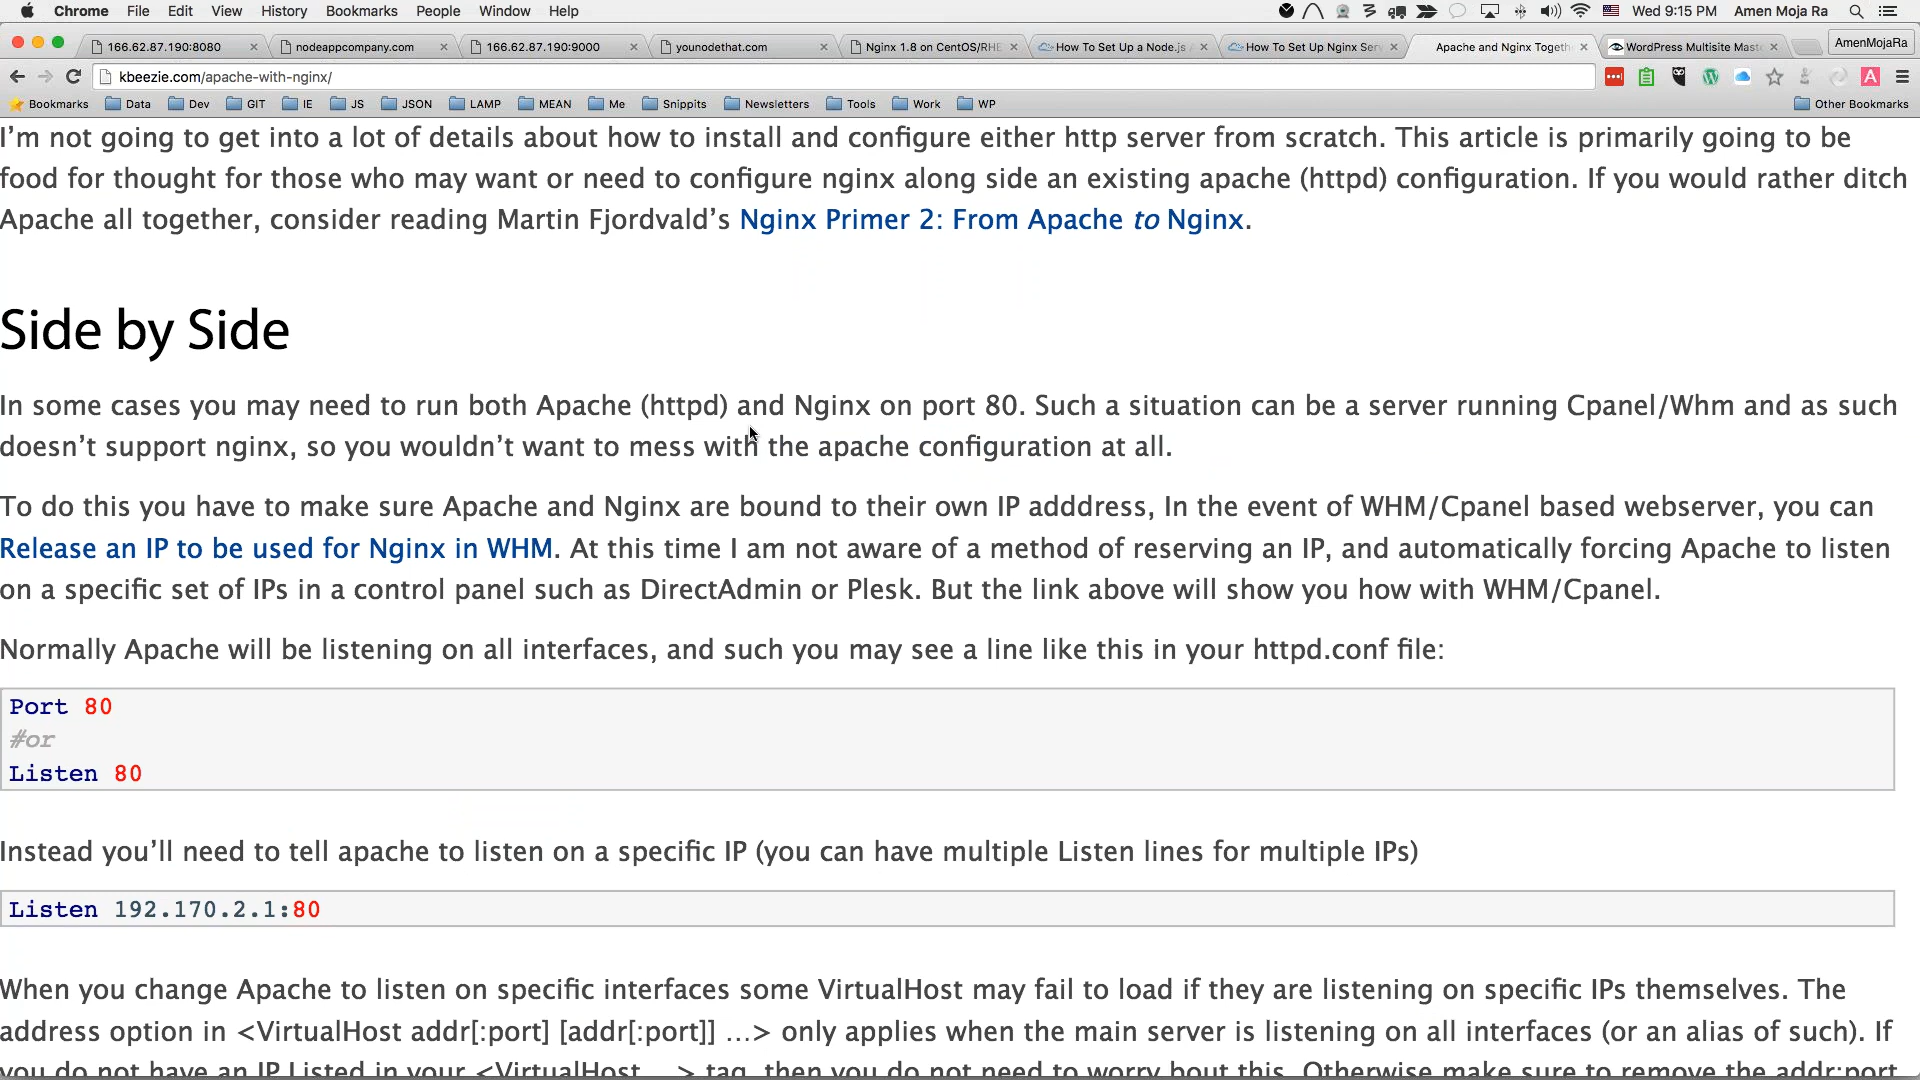 Chrome File Edit View History Bookmarks People Window Help Wed 9:15 PM Amen Moja Ra
166.62.87.190:8080 nodeappcompany.com 166.62.87.190:9000 younodethat.com Nginx 1.8 on CentOS/RHE How To Set Up a Node.js How To Set Up Nginx Serv Apache and Nginx Togeth WordPress Multisite Mast AmenMojaRa
kbeezie.com/apache-with-nginx/
Bookmarks Data Dev GIT IE JS JSON LAMP MEAN Me Snippits Newsletters Tools Work WP Other Bookmarks
I'm not going to get into a lot of details about how to install and configure either http server from scratch. This article is primarily going to be
food for thought for those who may want or need to configure nginx along side an existing apache (httpd) configuration. If you would rather ditch
Apache all together, consider reading Martin Fjordvald's Nginx Primer 2: From Apache to Nginx.
Side by Side
In some cases you may need to run both Apache (httpd) and Nginx on port 80. Such a situation can be a server running Cpanel/Whm and as such
doesn't support nginx, so you wouldn't want to mess with the apache configuration at all.
To do this you have to make sure Apache and Nginx are bound to their own IP adddress, In the event of WHM/Cpanel based webserver, you can
Release an IP to be used for Nginx in WHM. At this time I am not aware of a method of reserving an IP, and automatically forcing Apache to listen
on a specific set of IPs in a control panel such as DirectAdmin or Plesk. But the link above will show you how with WHM/Cpanel.
Normally Apache will be listening on all interfaces, and such you may see a line like this in your httpd.conf file:
Port 80
#or
Listen 80
Instead you'll need to tell apache to listen on a specific IP (you can have multiple Listen lines for multiple IPs)
Listen 192.170.2.1:80
When you change Apache to listen on specific interfaces some VirtualHost may fail to load if they are listening on specific IPs themselves. The
address option in <VirtualHost addr[:port] [addr[:port]] ...> only applies when the main server is listening on all interfaces (or an alias of such). If
you do not have an IP Listed in your <VirtualHost ...> tag, then you do not need to worry bout this. Otherwise make sure to remove the addr:port